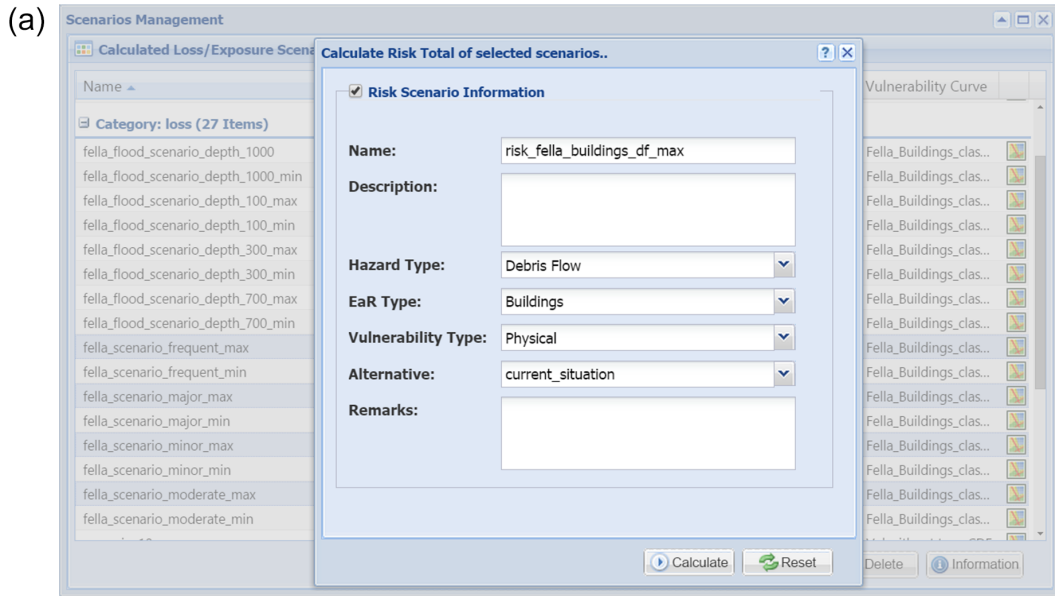 (a)
Scenarios Management
Calculated Loss/Exposure Scena
Name
Vulnerability Curve
Category: loss (27 Items)
fella_flood_scenario_depth_1000
Fella_Buildings_clas...
fella_flood_scenario_depth_1000_min
Fella_Buildings_clas...
fella_flood_scenario_depth_100_max
Fella_Buildings_clas...
fella_flood_scenario_depth_100_min
Fella_Buildings_clas...
fella_flood_scenario_depth_300_max
Fella_Buildings_clas...
fella_flood_scenario_depth_300_min
Fella_Buildings_clas...
fella_flood_scenario_depth_700_max
Fella_Buildings_clas...
fella_flood_scenario_depth_700_min
Fella_Buildings_clas...
fella_scenario_frequent_max
Fella_Buildings_clas...
fella_scenario_frequent_min
Fella_Buildings_clas...
fella_scenario_major_max
Fella_Buildings_clas...
fella_scenario_major_min
Fella_Buildings_clas...
fella_scenario_minor_max
Fella_Buildings_clas...
fella_scenario_minor_min
Fella_Buildings_clas...
fella_scenario_moderate_max
Fella_Buildings_clas...
fella_scenario_moderate_min
Fella_Buildings_clas...
Delete
Information
Calculate Risk Total of selected scenarios..
?
Risk Scenario Information
Name: risk_fella_buildings_df_max
Description:
Hazard Type: Debris Flow
EaR Type: Buildings
Vulnerability Type: Physical
Alternative: current_situation
Remarks:
Calculate
Reset